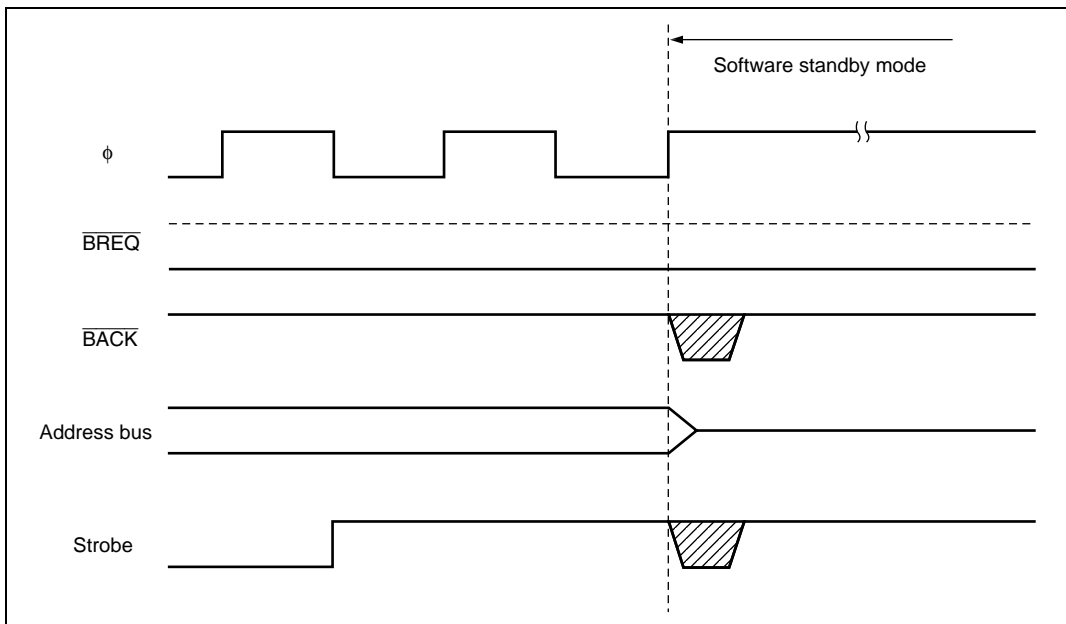 Software standby mode
φ
BREQ
BACK
Address bus
Strobe